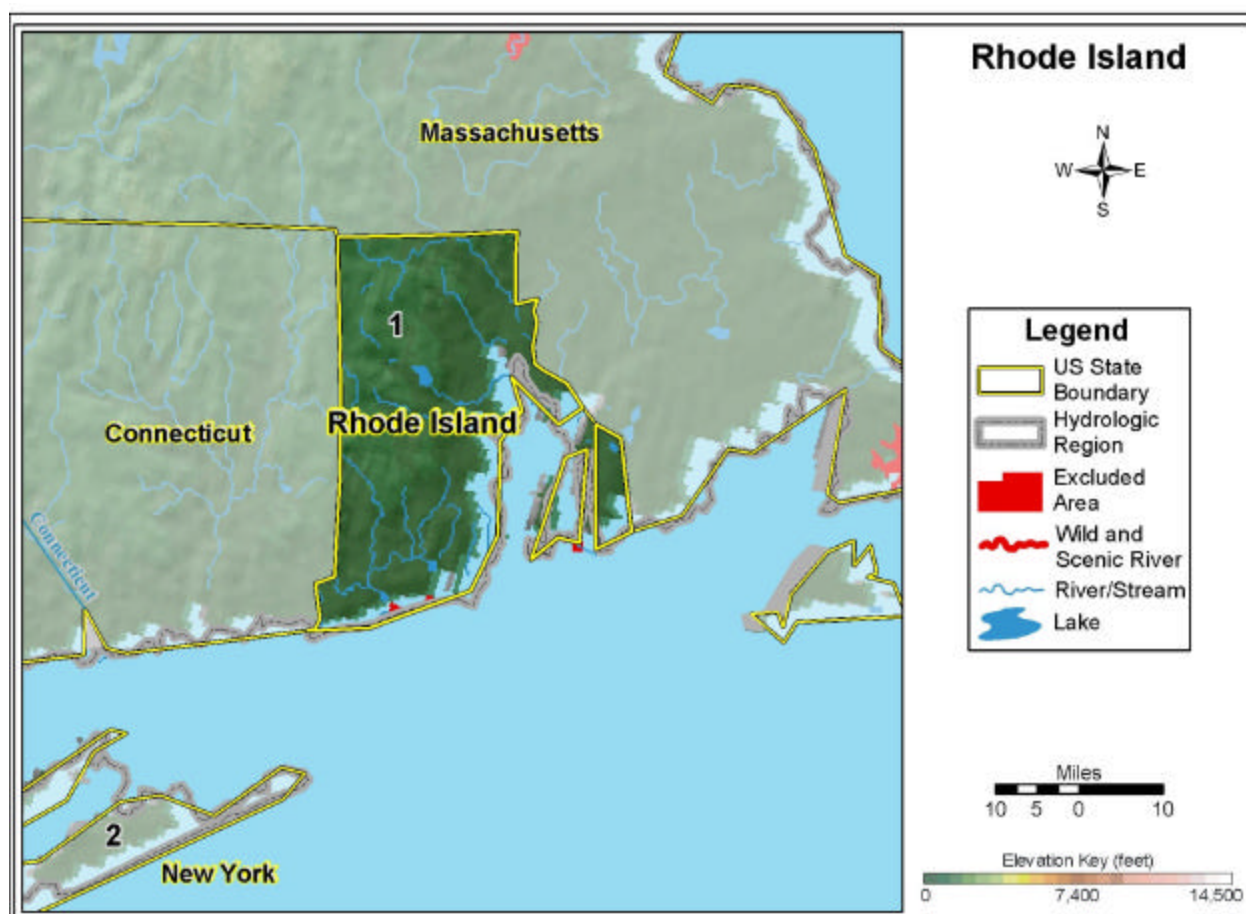 Rhode Island
N
W E
S
Massachusetts
1
Rhode Island
Connecticut
Connecticut
2
New York
Legend
US State
Boundary
Hydrologic
Region
Excluded
Area
Wild and
Scenic River
River/Stream
Lake
Miles
10 5 0 10
Elevation Key (feet)
0 7,400 14,500